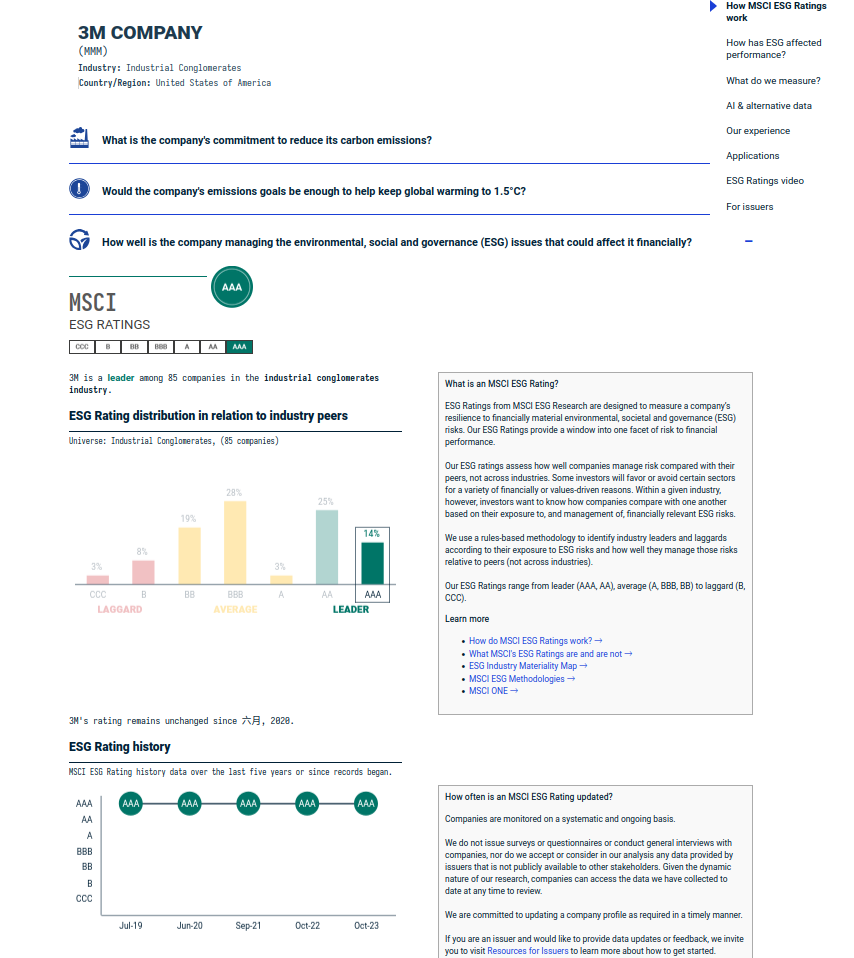 3M COMPANY
(MMM)
Industry: Industrial Conglomerates
Country/Region: United States of America
How MSCI ESG Ratings
work
How has ESG affected
performance?
What do we measure?
AI & alternative data
Our experience
Applications
ESG Ratings video
For issuers
What is the company's commitment to reduce its carbon emissions?
Would the company's emissions goals be enough to help keep global warming to 1.5°C?
How well is the company managing the environmental, social and governance (ESG) issues that could affect it financially?
AAA
MSCI
ESG RATINGS
CCC B BB BBB A AA AAA
3M is a leader among 85 companies in the industrial conglomerates
industry.
ESG Rating distribution in relation to industry peers
Universe: Industrial Conglomerates, (85 companies)
3% 8% 19% 28% 3% 25% 14%
CCC B BB BBB A AA AAA
LAGGARD AVERAGE LEADER
What is an MSCI ESG Rating?
ESG Ratings from MSCI ESG Research are designed to measure a company's
resilience to financially material environmental, societal and governance (ESG)
risks. Our ESG Ratings provide a window into one facet of risk to financial
performance.
Our ESG ratings assess how well companies manage risk compared with their
peers, not across industries. Some investors will favor or avoid certain sectors
for a variety of financially or values-driven reasons. Within a given industry,
however, investors want to know how companies compare with one another
based on their exposure to, and management of, financially relevant ESG risks.
We use a rules-based methodology to identify industry leaders and laggards
according to their exposure to ESG risks and how well they manage those risks
relative to peers (not across industries).
Our ESG Ratings range from leader (AAA, AA), average (A, BBB, BB) to laggard (B,
CCC).
Learn more
• How do MSCI ESG Ratings work? →
• What MSCI's ESG Ratings are and are not →
• ESG Industry Materiality Map →
• MSCI ESG Methodologies →
• MSCI ONE →
3M's rating remains unchanged since 六月, 2020.
ESG Rating history
MSCI ESG Rating history data over the last five years or since records began.
AAA AAA AAA AAA AAA AAA
AA
A
BBB
BB
B
CCC
Jul-19 Jun-20 Sep-21 Oct-22 Oct-23
How often is an MSCI ESG Rating updated?
Companies are monitored on a systematic and ongoing basis.
We do not issue surveys or questionnaires or conduct general interviews with
companies, nor do we accept or consider in our analysis any data provided by
issuers that is not publicly available to other stakeholders. Given the dynamic
nature of our research, companies can access the data we have collected to
date at any time to review.
We are committed to updating a company profile as required in a timely manner.
If you are an issuer and would like to provide data updates or feedback, we invite
you to visit Resources for Issuers to learn more about how to get started.